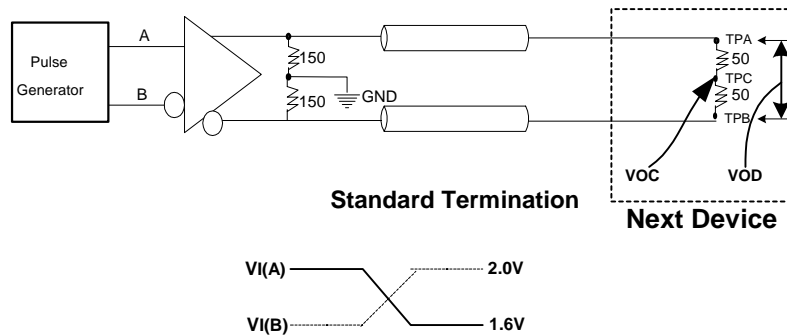 A
Pulse
Generator
B
150
150
GND
TPA
50
TPC
50
TPB
VOC
VOD
Standard Termination
Next Device
VI(A)
2.0V
VI(B)
1.6V